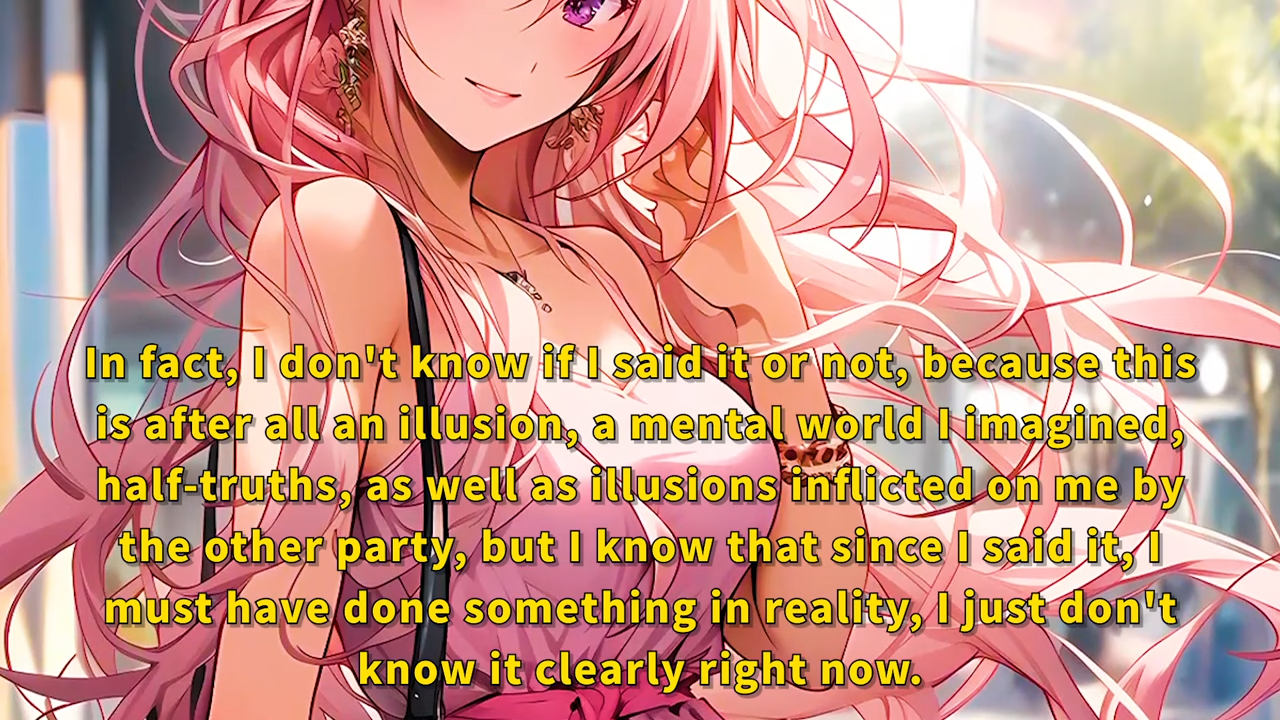 In fact, I don't know if I said it or not, because this
is after all an illusion, a mental world I imagined,
half-truths, as well as illusions inflicted on me by
the other party, but I know that since I said it, I
must have done something in reality, I just don't
know it clearly right now.